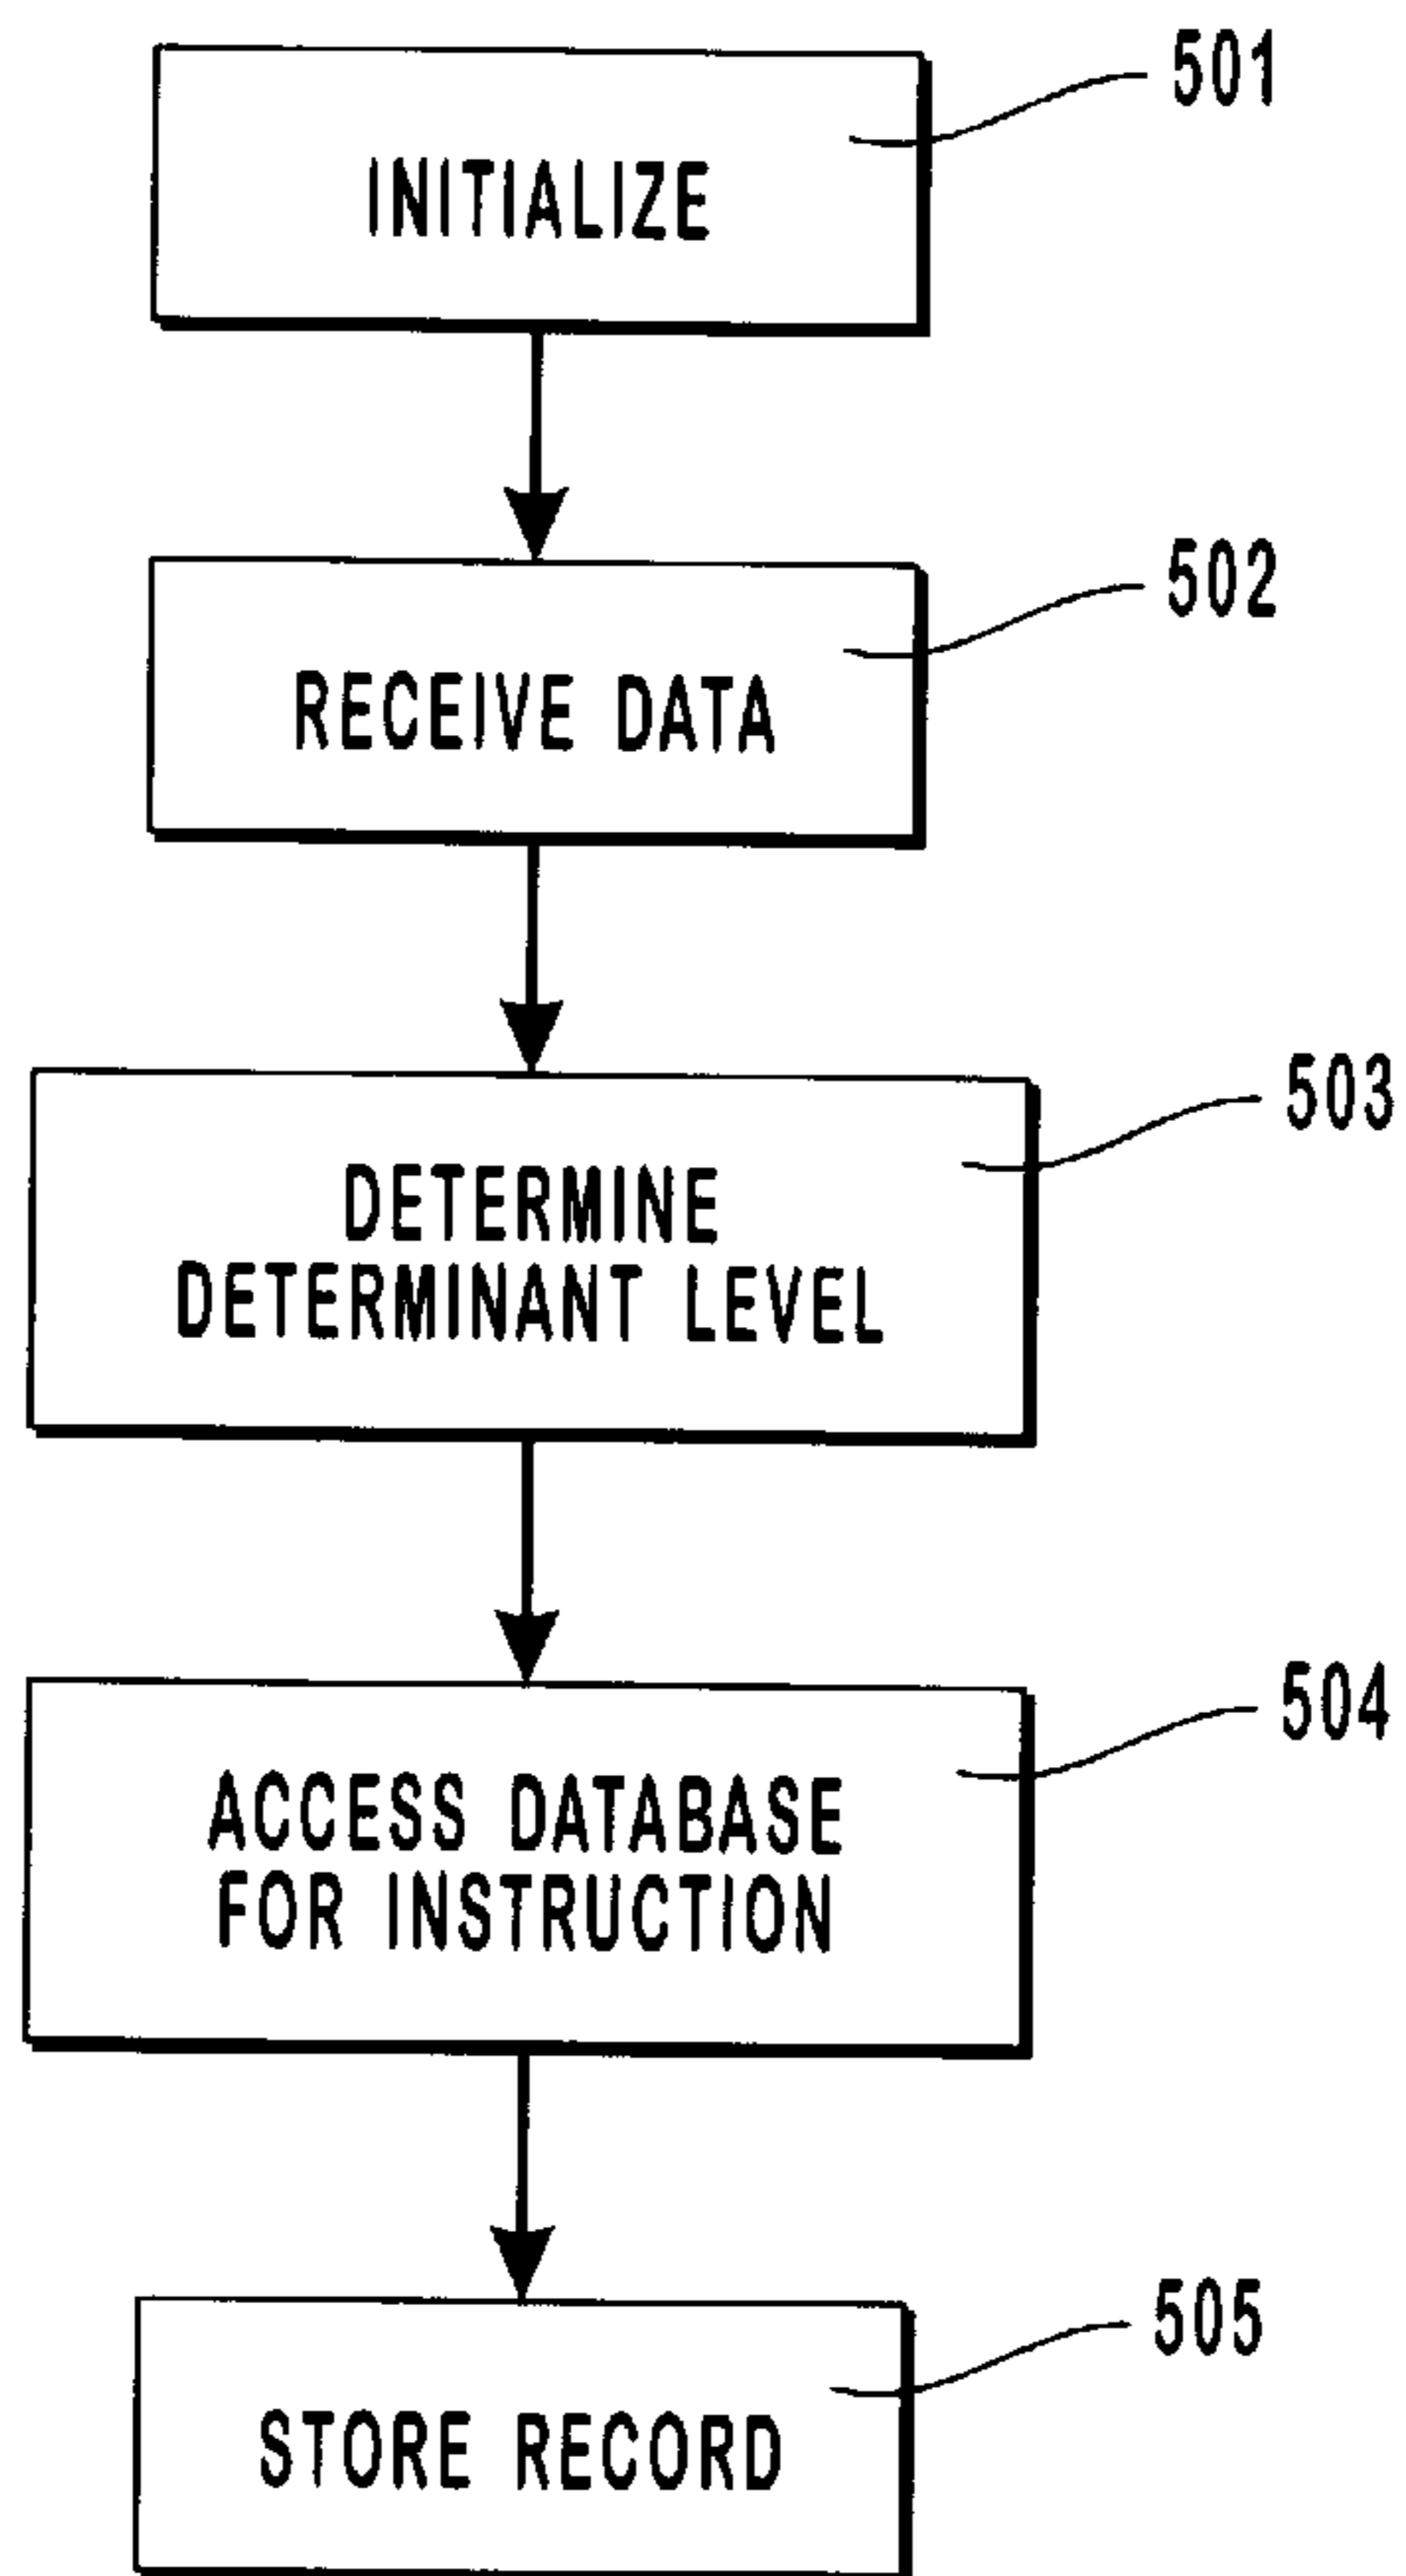 501
INITIALIZE
502
RECEIVE DATA
503
DETERMINE
DETERMINANT LEVEL
504
ACCESS DATABASE
FOR INSTRUCTION
505
STORE RECORD